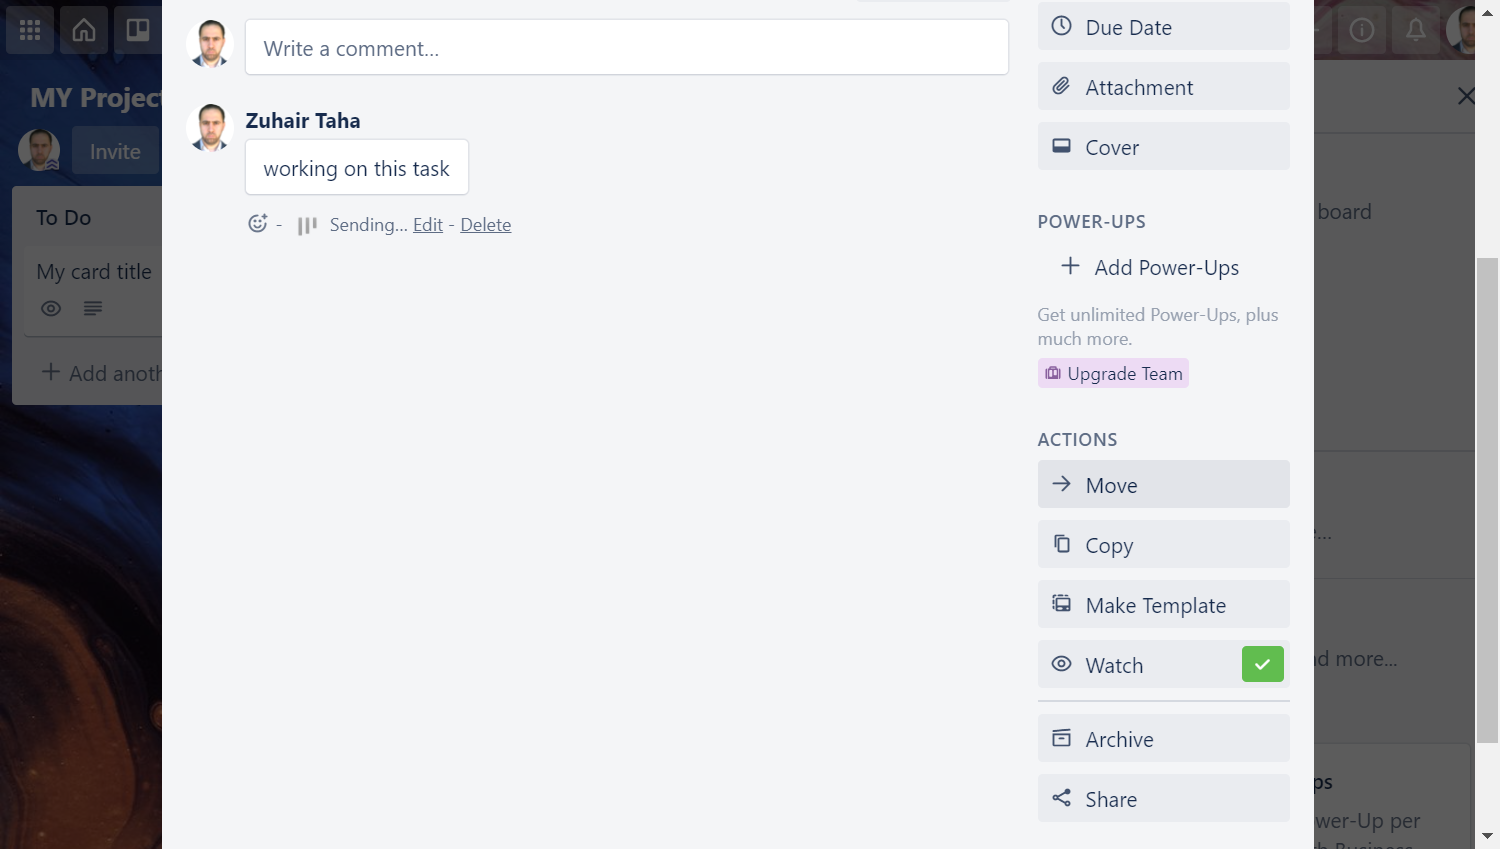 MY Project
Invite
To Do
My card title
Add anoth
Write a comment...
Zuhair Taha
working on this task
- Sending... Edit - Delete
Due Date
Attachment
Cover
POWER-UPS
Add Power-Ups
Get unlimited Power-Ups, plus
much more.
Upgrade Team
ACTIONS
Move
Copy
Make Template
Watch
Archive
Share
board
...
d more...
ps
wer-Up per